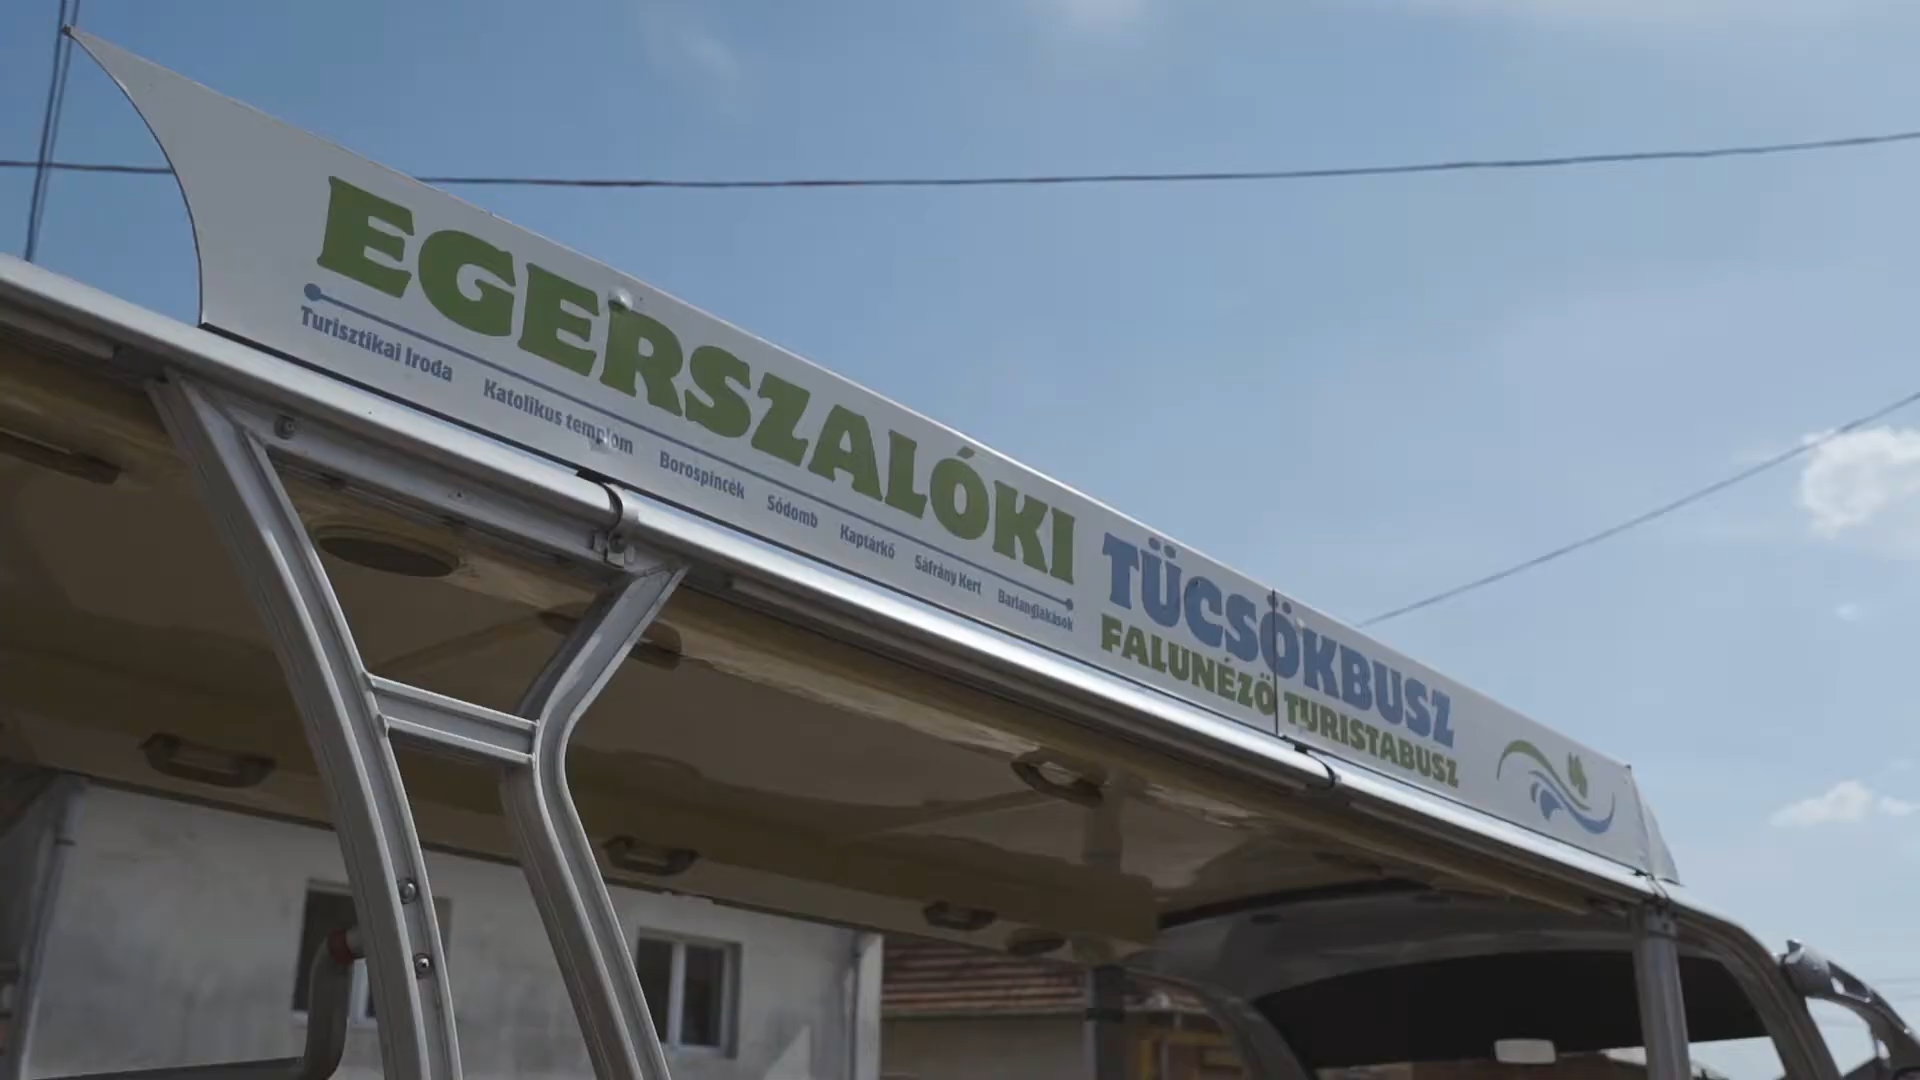 EGERSZALÓKI
Turisztikai Iroda Katolikus templom Borospincék Sódomb Kaptárkő Sáfrány Kert Barlanglakások
TÜCSÖKBUSZ
FALUNÉZŐ TURISTABUSZ